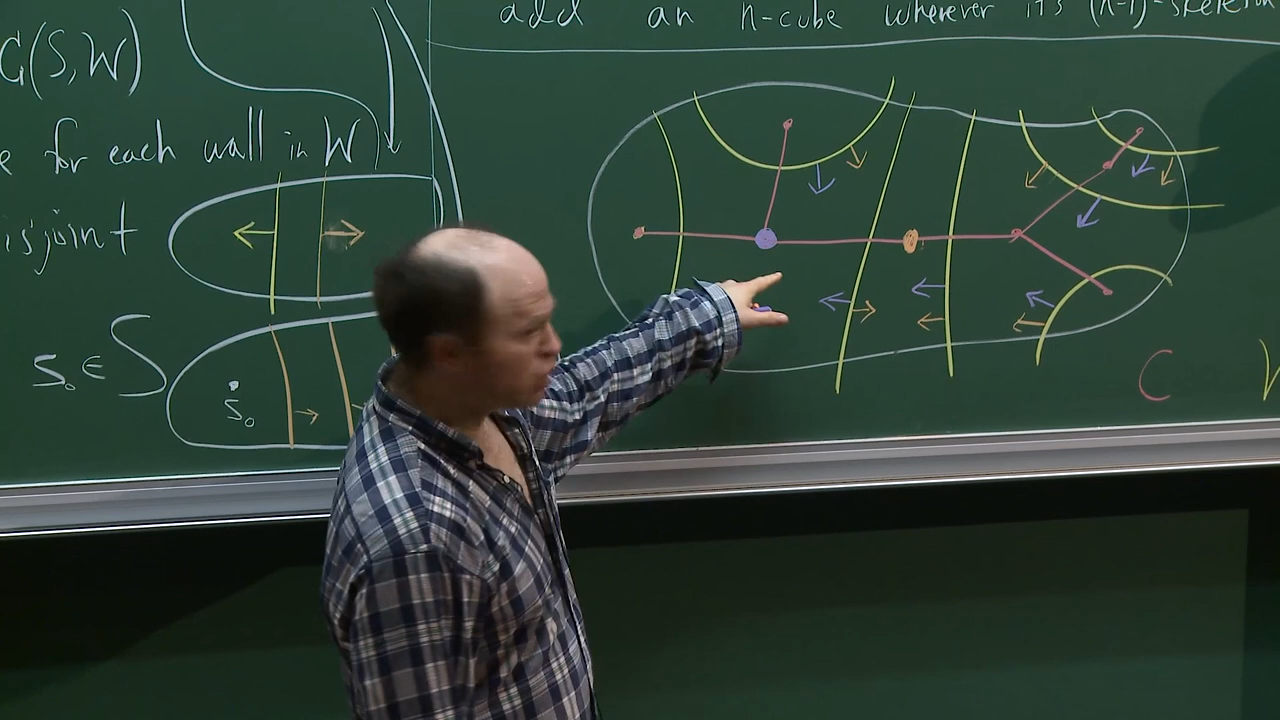 add an n-cube wherever its (n-1)-skeleton
G(S,W)
e for each wall in W
isjoint
S₀ ∈ S
s₀
C